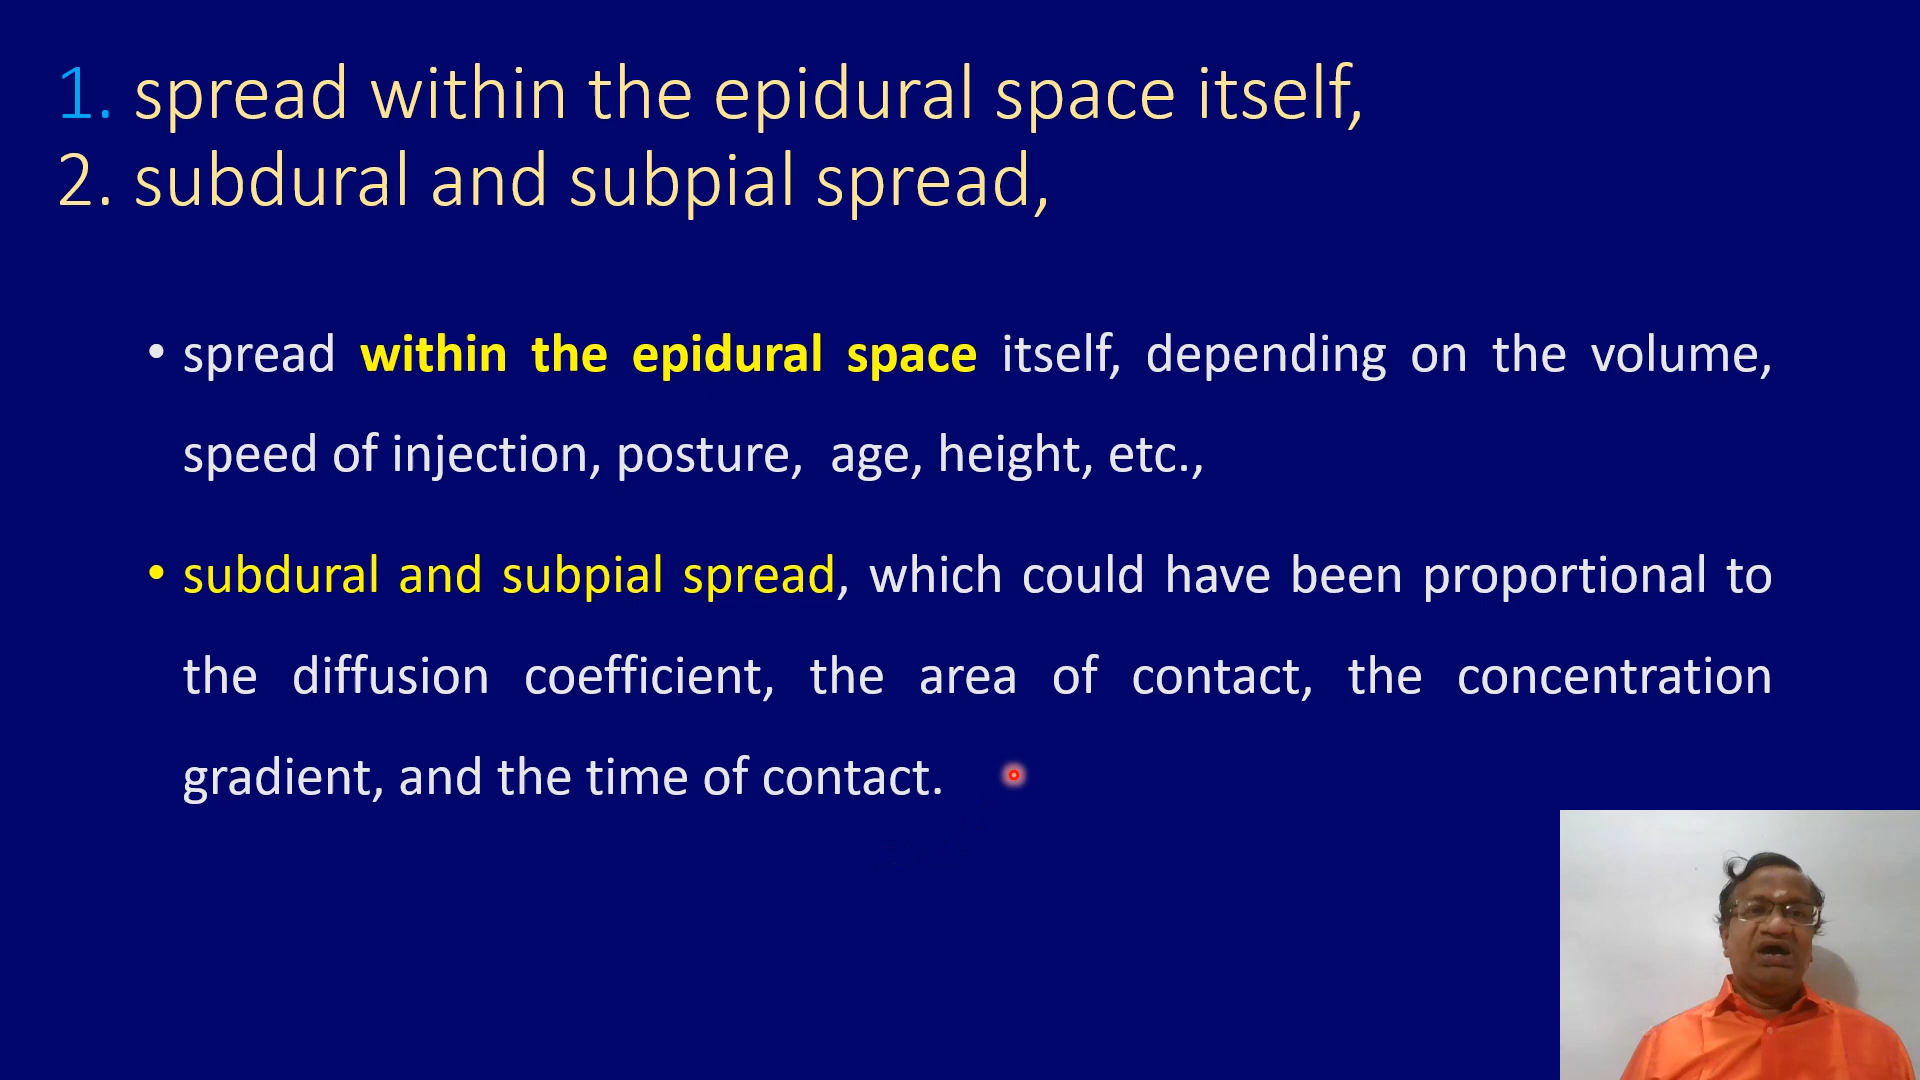 1. spread within the epidural space itself,
2. subdural and subpial spread,
• spread within the epidural space itself, depending on the volume,
speed of injection, posture, age, height, etc.,
• subdural and subpial spread, which could have been proportional to
the diffusion coefficient, the area of contact, the concentration
gradient, and the time of contact.